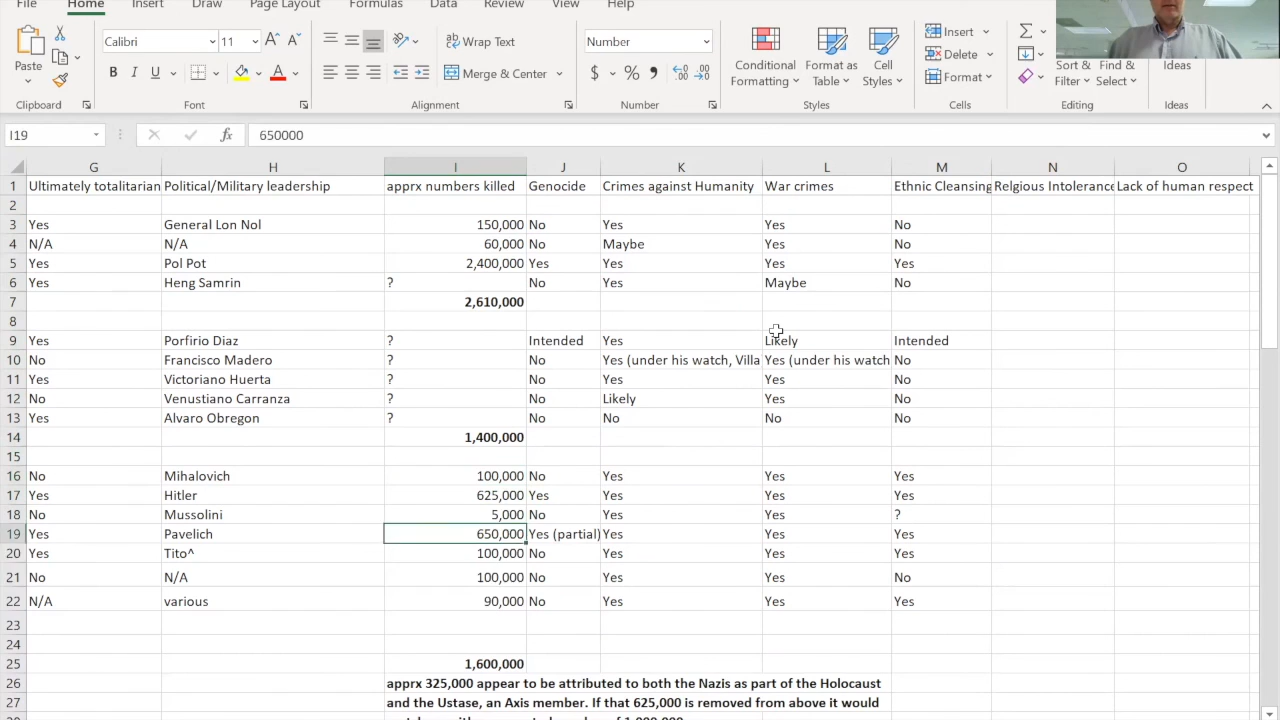 File Home Insert Draw Page Layout Formulas Data Review View Help
Paste Calibri 11 A A Wrap Text Number Insert
B I U A Merge & Center $ % Conditional Formatting Format as Table Cell Styles Delete Format Sort & Filter Find & Select Ideas
Clipboard Font Alignment Number Styles Cells Editing Ideas
I19 fx 650000
G H I J K L M N O
1 Ultimately totalitarian Political/Military leadership apprx numbers killed Genocide Crimes against Humanity War crimes Ethnic Cleansing Relgious Intolerance Lack of human respect
2
3 Yes General Lon Nol 150,000 No Yes Yes No
4 N/A N/A 60,000 No Maybe Yes No
5 Yes Pol Pot 2,400,000 Yes Yes Yes Yes
6 Yes Heng Samrin ? No Yes Maybe No
7 2,610,000
8
9 Yes Porfirio Diaz ? Intended Yes Likely Intended
10 No Francisco Madero ? No Yes (under his watch, Villa Yes (under his watch No
11 Yes Victoriano Huerta ? No Yes Yes No
12 No Venustiano Carranza ? No Likely Yes No
13 Yes Alvaro Obregon ? No No No No
14 1,400,000
15
16 No Mihalovich 100,000 No Yes Yes Yes
17 Yes Hitler 625,000 Yes Yes Yes Yes
18 No Mussolini 5,000 No Yes Yes ?
19 Yes Pavelich 650,000 Yes (partial) Yes Yes Yes
20 Yes Tito^ 100,000 No Yes Yes Yes
21 No N/A 100,000 No Yes Yes No
22 N/A various 90,000 No Yes Yes Yes
23
24
25 1,600,000
26 apprx 325,000 appear to be attributed to both the Nazis as part of the Holocaust
27 and the Ustase, an Axis member. If that 625,000 is removed from above it would